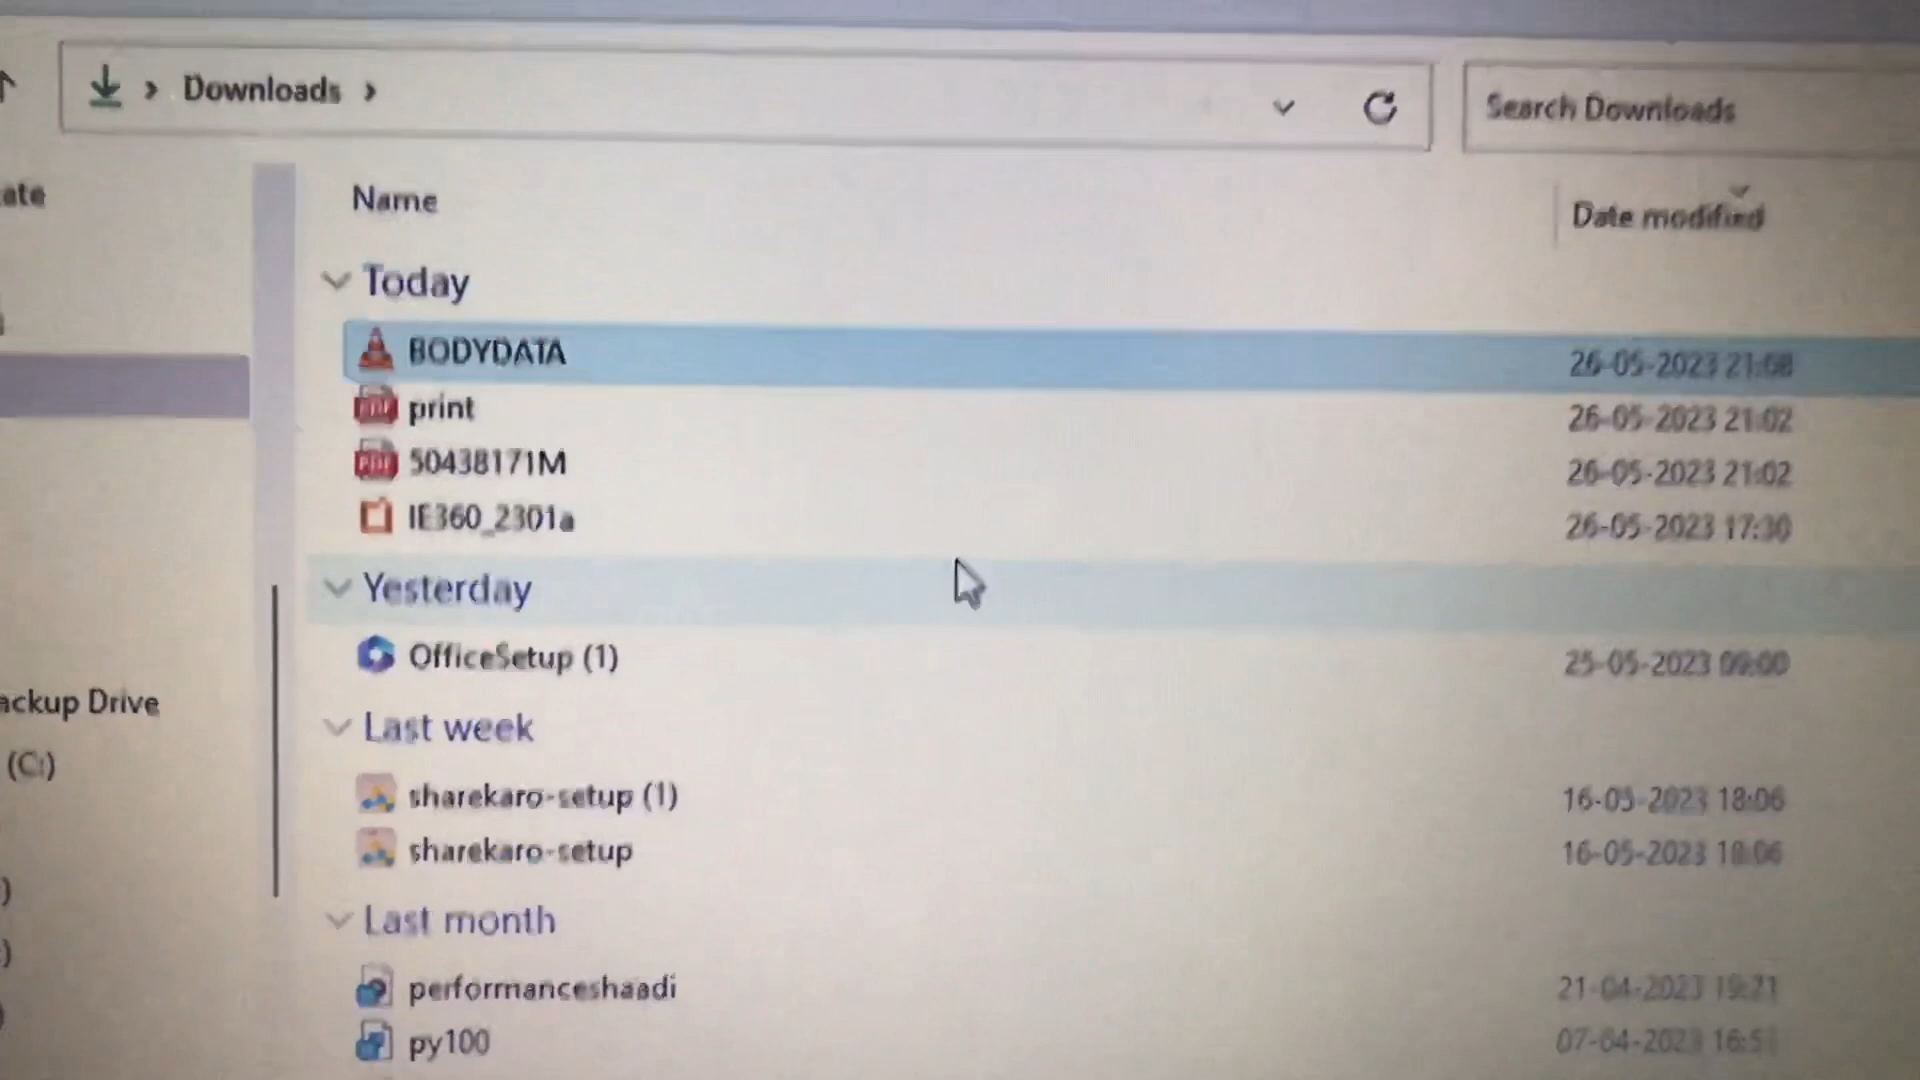 Downloads
Search Downloads
ate
Name
Date modified
Today
BODYDATA 26-05-2023 21:08
print 26-05-2023 21:02
50438171M 26-05-2023 21:02
IE360_2301a 26-05-2023 17:30
Yesterday
OfficeSetup (1) 25-05-2023 09:00
ackup Drive
Last week
(C:)
sharekaro-setup (1) 16-05-2023 18:06
sharekaro-setup 16-05-2023 18:06
Last month
performanceshaadi 21-04-2023 19:21
py100 07-04-2023